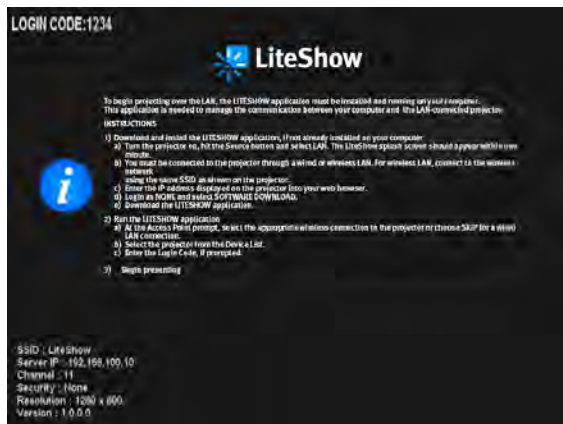 LOGIN CODE:1234
LiteShow
To begin projecting over the LAN, the LITESHOW application must be installed and running on your computer.
This application is needed to manage the communication between your computer and the LAN-connected projector
INSTRUCTIONS
1) Download and install the LITESHOW application, if not already installed on your computer
a) Turn the projector on, hit the Source button and select LAN. The LiteShow splash screen should appear within one
minute.
b) You must be connected to the projector through a wired or wireless LAN. For wireless LAN, connect to the wireless
network
using the same SSID as shown on the projector.
c) Enter the IP address displayed on the projector into your web browser.
d) Login as NONE and select SOFTWARE DOWNLOAD.
e) Download the LITESHOW application.
2) Run the LITESHOW application
a) At the Access Point prompt, select the appropriate wireless connection to the projector or choose SKIP for a wired
LAN connection.
b) Select the projector from the Device List.
c) Enter the Login Code, if prompted.
3) Begin presenting
i
SSID : LiteShow
Server IP : 192.168.100.10
Channel : 11
Security : None
Resolution : 1280 x 800
Version : 1.0.0.0